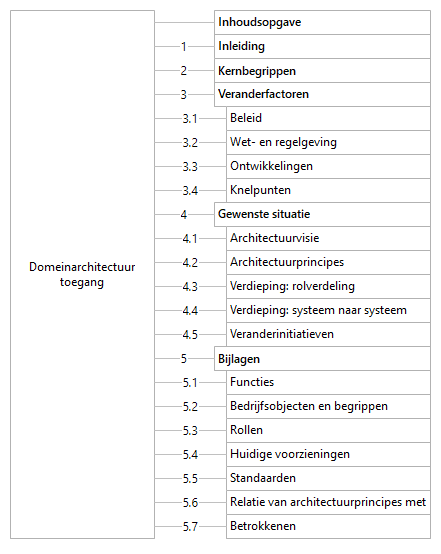 Domeinarchitectuur
toegang
Inhoudsopgave
1 Inleiding
2 Kernbegrippen
3 Veranderfactoren
3.1 Beleid
3.2 Wet- en regelgeving
3.3 Ontwikkelingen
3.4 Knelpunten
4 Gewenste situatie
4.1 Architectuurvisie
4.2 Architectuurprincipes
4.3 Verdieping: rolverdeling
4.4 Verdieping: systeem naar systeem
4.5 Veranderinitiatieven
5 Bijlagen
5.1 Functies
5.2 Bedrijfsobjecten en begrippen
5.3 Rollen
5.4 Huidige voorzieningen
5.5 Standaarden
5.6 Relatie van architectuurprincipes met
5.7 Betrokkenen